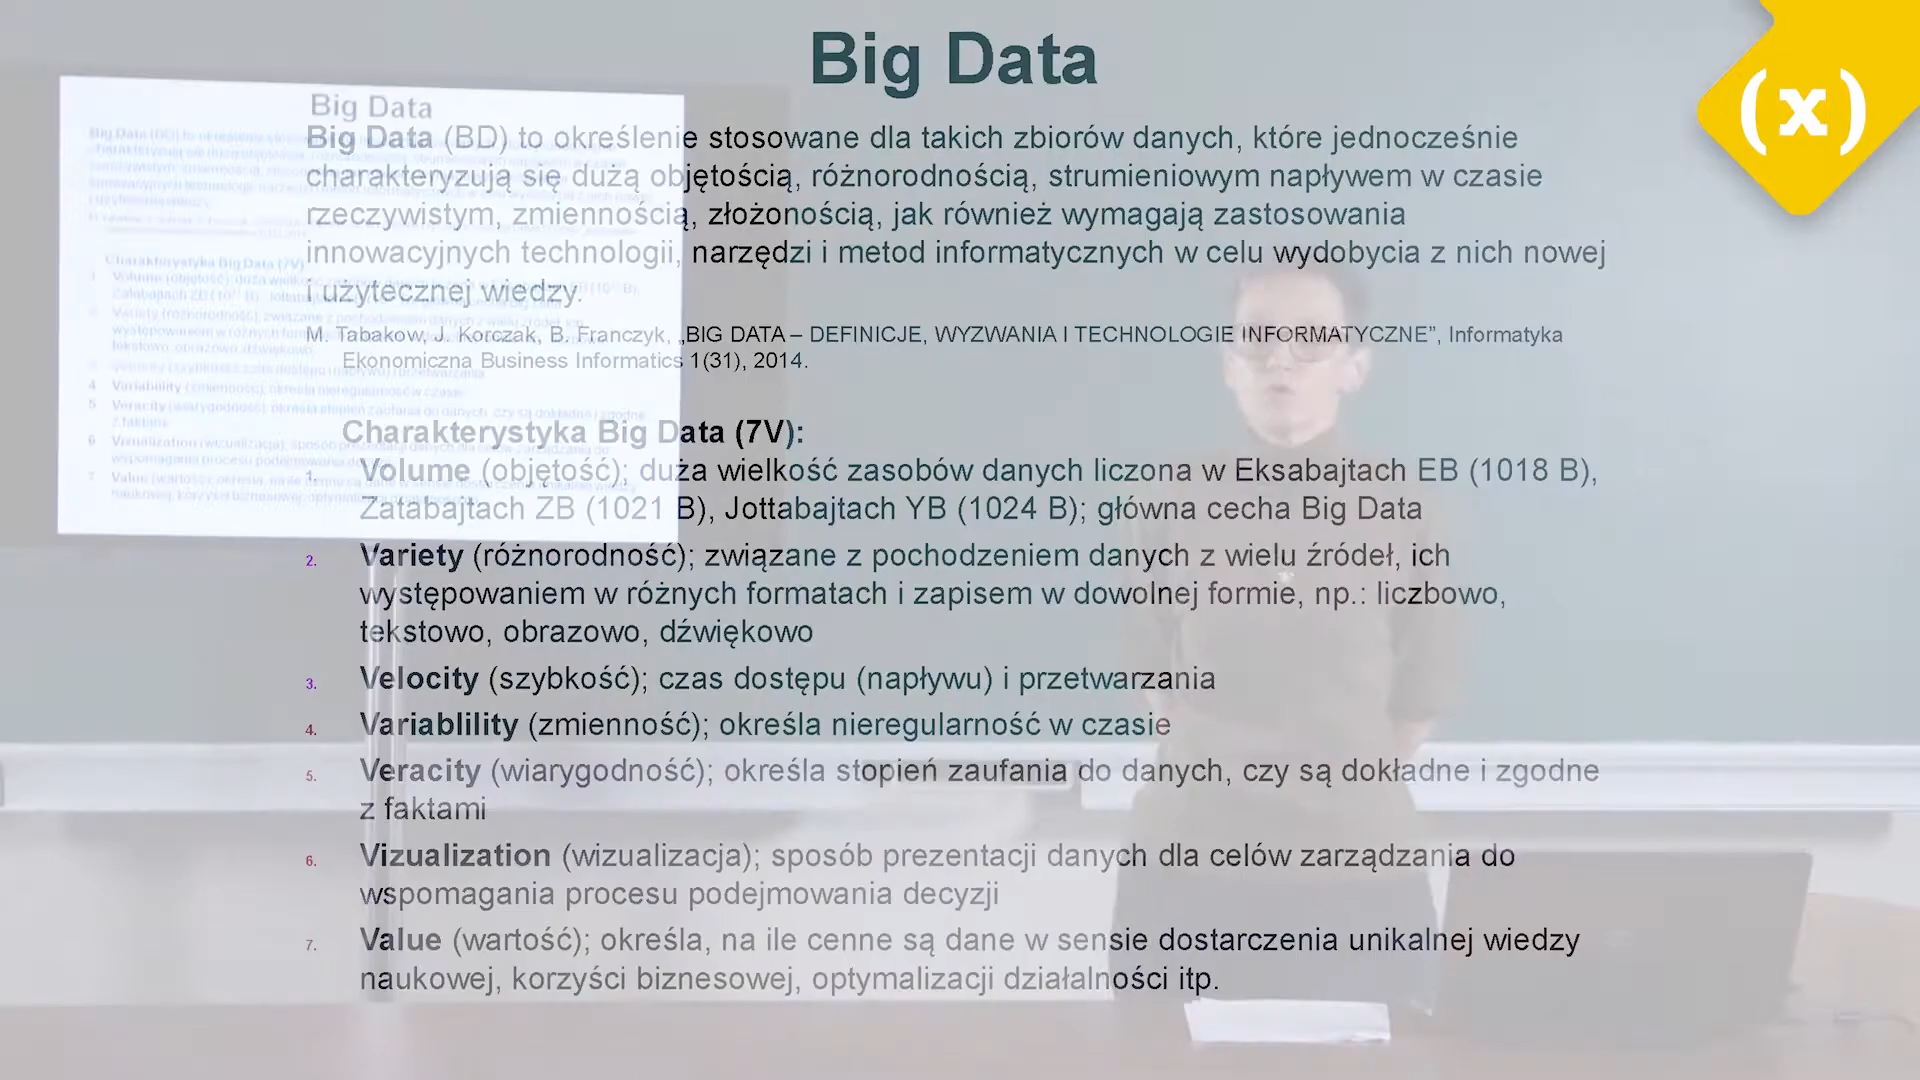 Big Data
(x)
Big Data
Big Data (BD) to określenie stosowane dla takich zbiorów danych, które jednocześnie
charakteryzują się dużą objętością, różnorodnością, strumieniowym napływem w czasie
rzeczywistym, zmiennością, złożonością, jak również wymagają zastosowania
innowacyjnych technologii, narzędzi i metod informatycznych w celu wydobycia z nich nowej
i użytecznej wiedzy.
M. Tabakow, J. Korczak, B. Franczyk, „BIG DATA – DEFINICJE, WYZWANIA I TECHNOLOGIE INFORMATYCZNE”, Informatyka
Ekonomiczna Business Informatics 1(31), 2014.
Charakterystyka Big Data (7V):
1. Volume (objętość); duża wielkość zasobów danych liczona w Eksabajtach EB (1018 B),
Zatabajtach ZB (1021 B), Jottabajtach YB (1024 B); główna cecha Big Data
2. Variety (różnorodność); związane z pochodzeniem danych z wielu źródeł, ich
występowaniem w różnych formatach i zapisem w dowolnej formie, np.: liczbowo,
tekstowo, obrazowo, dźwiękowo
3. Velocity (szybkość); czas dostępu (napływu) i przetwarzania
4. Variablility (zmienność); określa nieregularność w czasie
5. Veracity (wiarygodność); określa stopień zaufania do danych, czy są dokładne i zgodne
z faktami
6. Vizualization (wizualizacja); sposób prezentacji danych dla celów zarządzania do
wspomagania procesu podejmowania decyzji
7. Value (wartość); określa, na ile cenne są dane w sensie dostarczenia unikalnej wiedzy
naukowej, korzyści biznesowej, optymalizacji działalności itp.